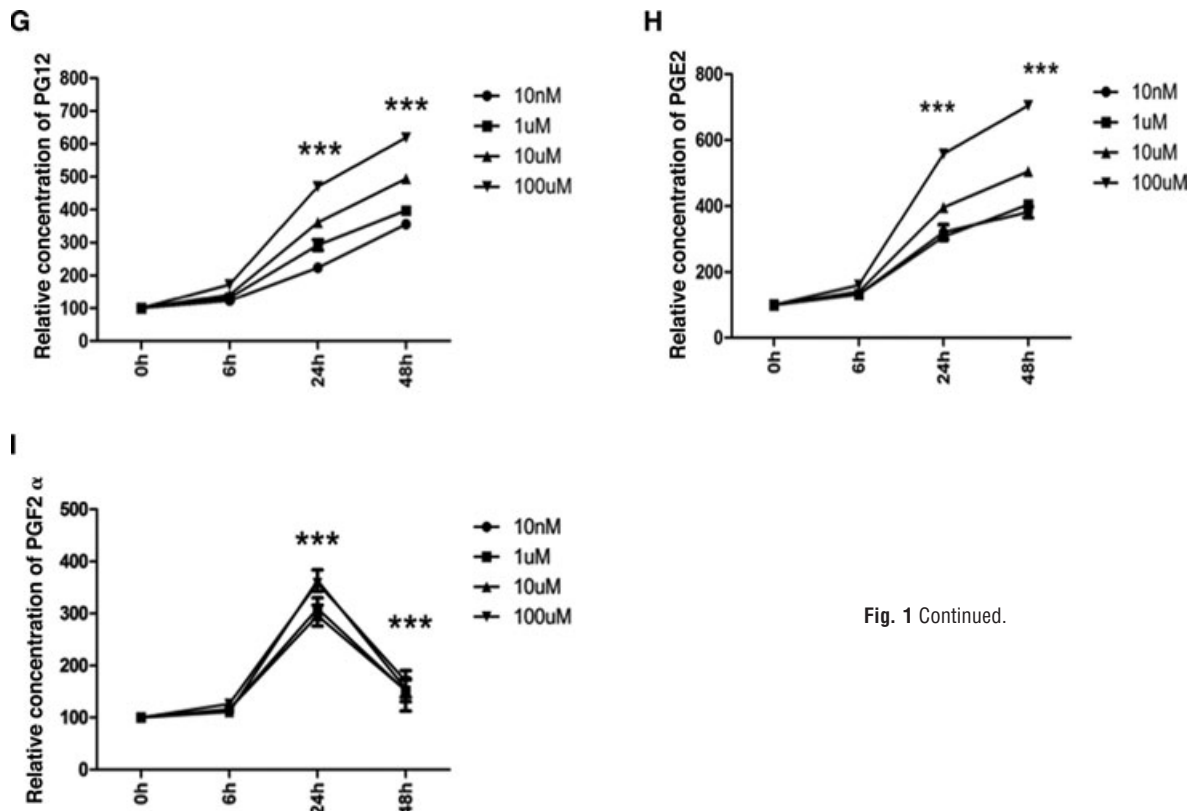 G
Relative concentration of PG12
800
700
600
500
400
300
200
100
0
0h
6h
24h
48h
***
***
10nM
1uM
10uM
100uM
H
Relative concentration of PGE2
800
600
400
200
0
0h
6h
24h
48h
***
***
10nM
1uM
10uM
100uM
I
Relative concentration of PGF2 α
500
400
300
200
100
0
0h
6h
24h
48h
***
***
10nM
1uM
10uM
100uM
Fig. 1 Continued.